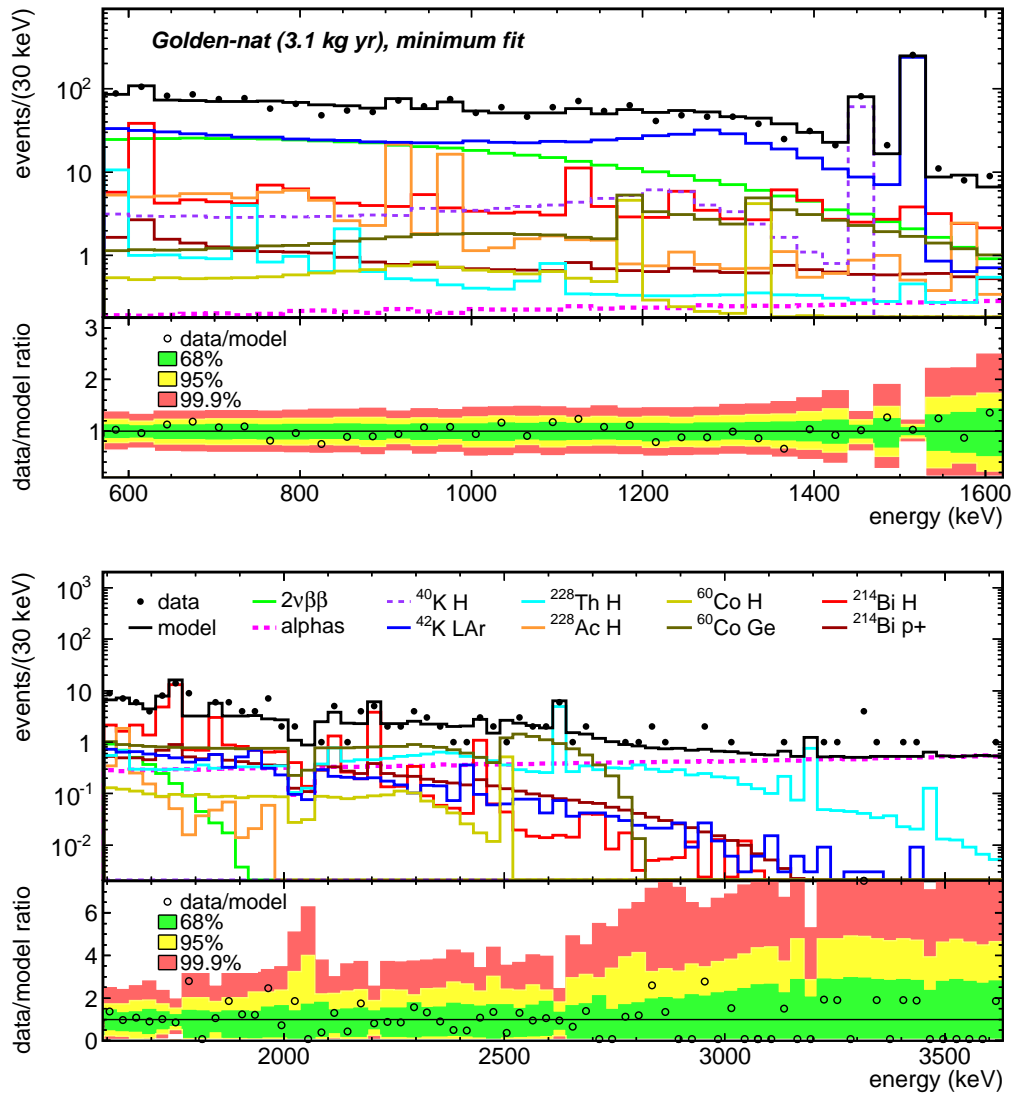 Golden-nat (3.1 kg yr), minimum fit
events/(30 keV)
10²
10
1
data/model ratio
3
2
1
data/model
68%
95%
99.9%
600 800 1000 1200 1400 1600
energy (keV)
events/(30 keV)
10³
10²
10
1
10⁻¹
10⁻²
data 2νββ ⁴⁰K H ²²⁸Th H ⁶⁰Co H ²¹⁴Bi H
model alphas ⁴²K LAr ²²⁸Ac H ⁶⁰Co Ge ²¹⁴Bi p+
data/model ratio
6
4
2
0
data/model
68%
95%
99.9%
2000 2500 3000 3500
energy (keV)